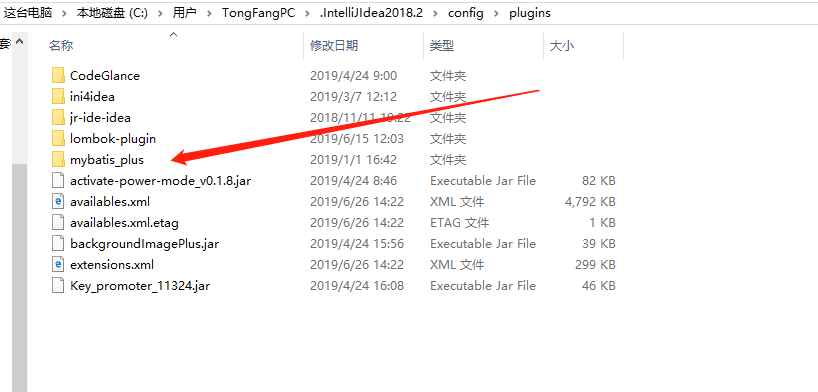 这台电脑 > 本地磁盘 (C:) > 用户 > TongFangPC > .IntelliJIdea2018.2 > config > plugins
名称 修改日期 类型 大小
CodeGlance 2019/4/24 9:00 文件夹
ini4idea 2019/3/7 12:12 文件夹
jr-ide-idea 2018/11/11 10:22 文件夹
lombok-plugin 2019/6/15 12:03 文件夹
mybatis_plus 2019/1/1 16:42 文件夹
activate-power-mode_v0.1.8.jar 2019/4/24 8:46 Executable Jar File 82 KB
availables.xml 2019/6/26 14:22 XML 文件 4,792 KB
availables.xml.etag 2019/6/26 14:22 ETAG 文件 1 KB
backgroundImagePlus.jar 2019/4/24 15:56 Executable Jar File 39 KB
extensions.xml 2019/6/26 14:22 XML 文件 299 KB
Key_promoter_11324.jar 2019/4/24 16:08 Executable Jar File 46 KB